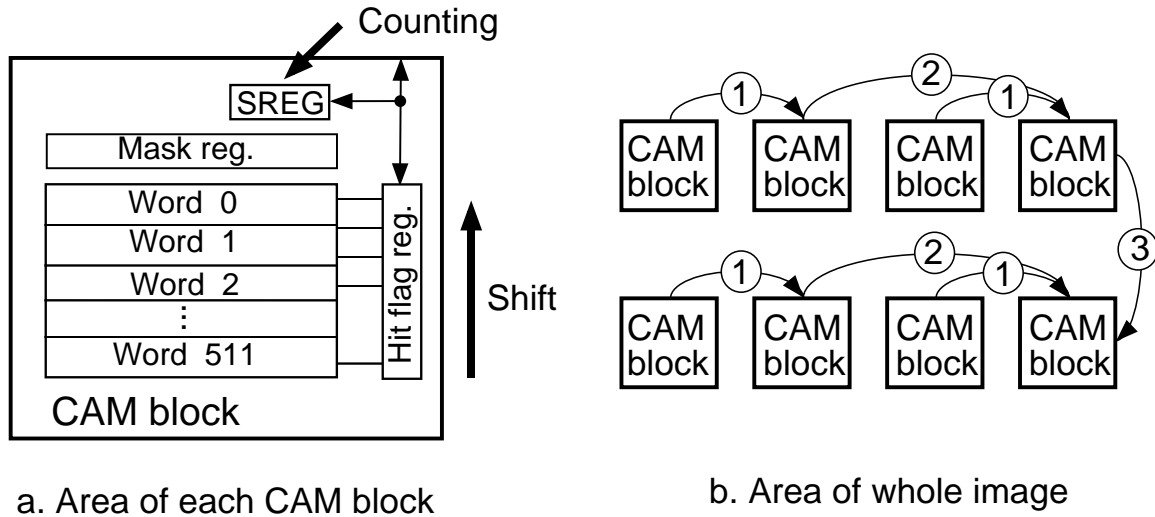 Counting
SREG
Mask reg.
Word 0
Word 1
Word 2
⋮
Word 511
Hit flag reg.
Shift
CAM block
a. Area of each CAM block
1
2
1
CAM
block
CAM
block
CAM
block
CAM
block
3
1
2
1
CAM
block
CAM
block
CAM
block
CAM
block
b. Area of whole image